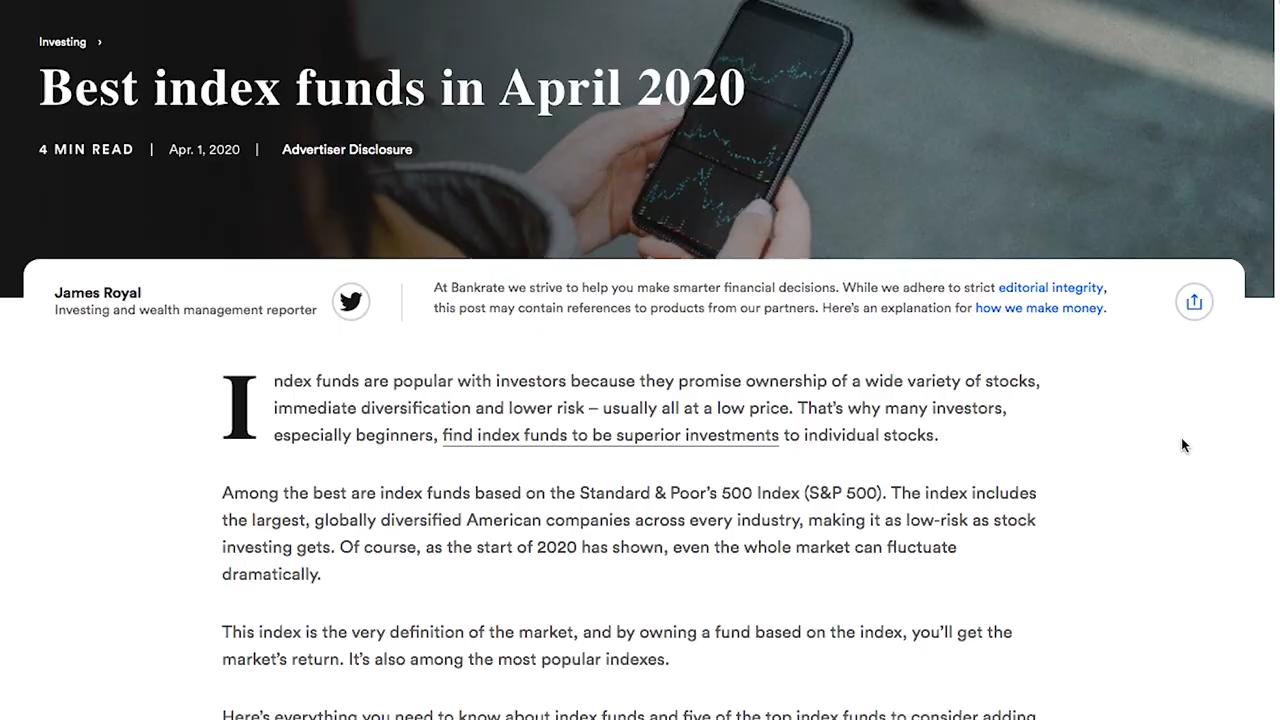 Investing ›
Best index funds in April 2020
4 MIN READ | Apr. 1, 2020 | Advertiser Disclosure
James Royal
Investing and wealth management reporter
At Bankrate we strive to help you make smarter financial decisions. While we adhere to strict editorial integrity,
this post may contain references to products from our partners. Here's an explanation for how we make money.
Index funds are popular with investors because they promise ownership of a wide variety of stocks,
immediate diversification and lower risk – usually all at a low price. That's why many investors,
especially beginners, find index funds to be superior investments to individual stocks.
Among the best are index funds based on the Standard & Poor's 500 Index (S&P 500). The index includes
the largest, globally diversified American companies across every industry, making it as low-risk as stock
investing gets. Of course, as the start of 2020 has shown, even the whole market can fluctuate
dramatically.
This index is the very definition of the market, and by owning a fund based on the index, you'll get the
market's return. It's also among the most popular indexes.
Here's everything you need to know about index funds and five of the top index funds to consider adding